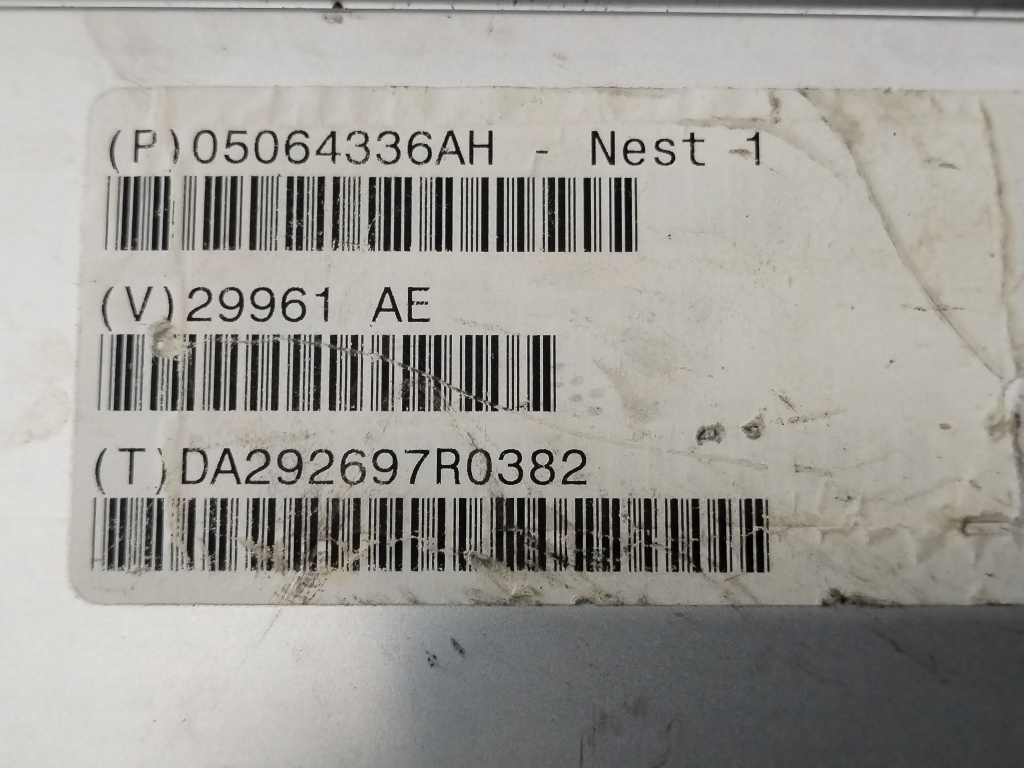 (P)05064336AH - Nest 1
(V)29961 AE
(T)DA292697R0382